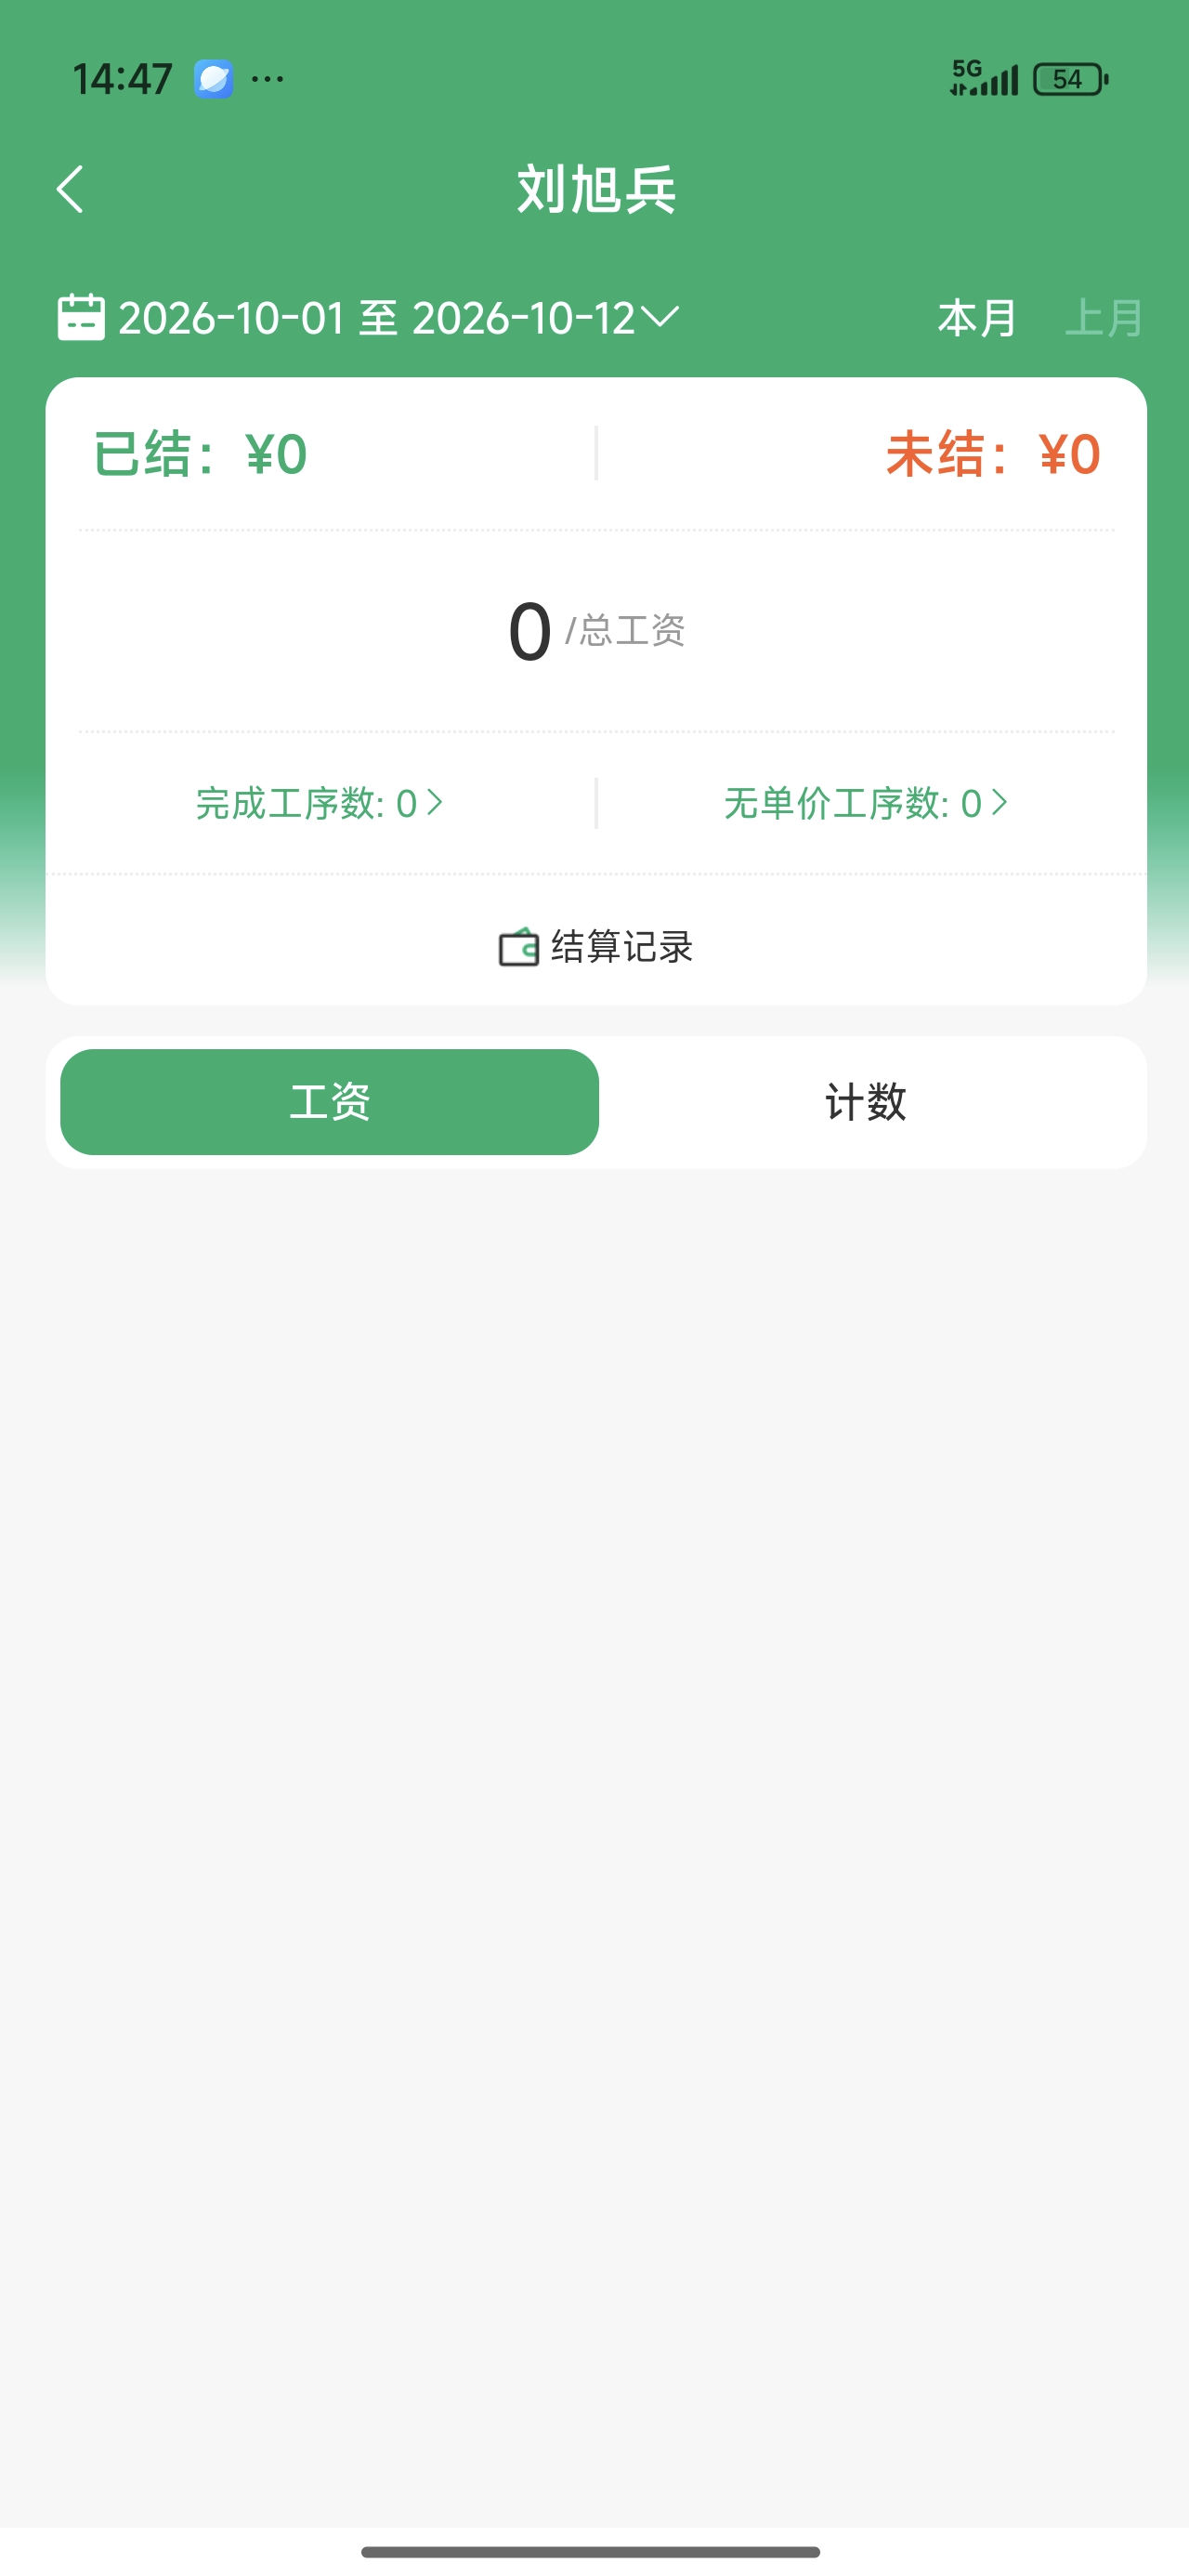 14:47 ... 5G 54
刘旭兵
2026-10-01 至 2026-10-12 本月 上月
已结：¥0 未结：¥0
0 /总工资
完成工序数: 0 无单价工序数: 0
结算记录
工资 计数